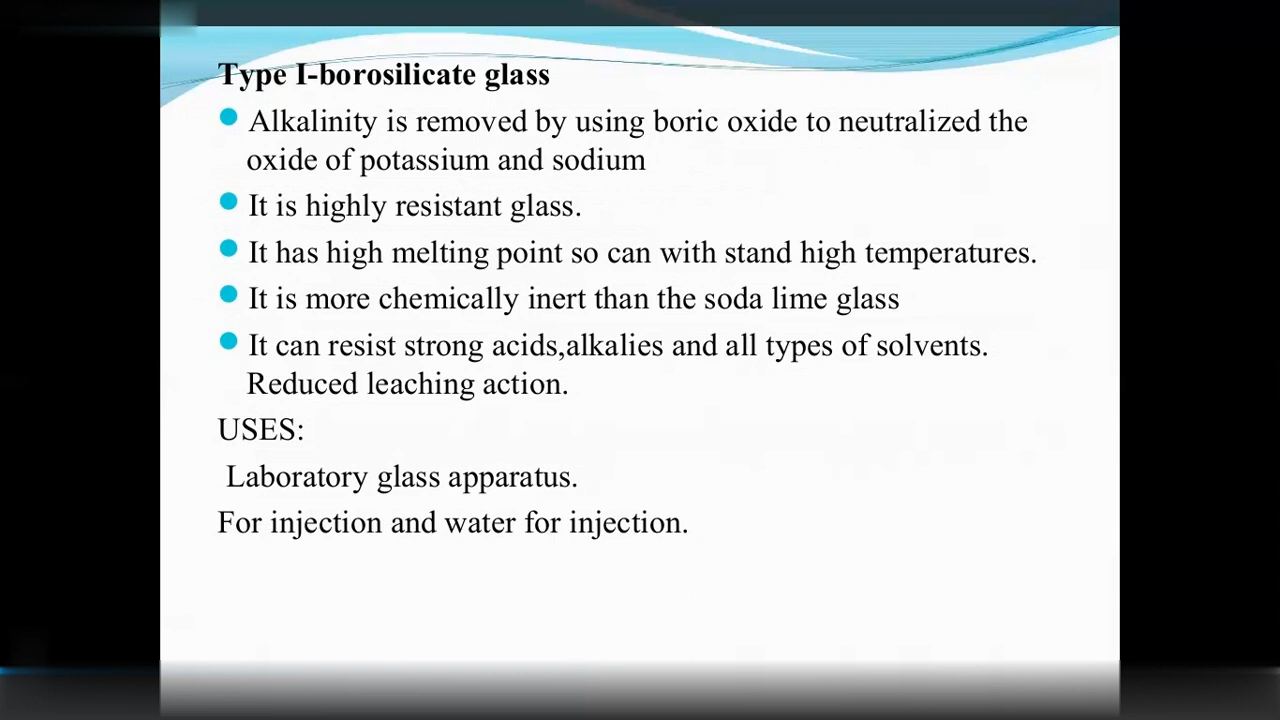 Type I-borosilicate glass
Alkalinity is removed by using boric oxide to neutralized the
oxide of potassium and sodium
It is highly resistant glass.
It has high melting point so can with stand high temperatures.
It is more chemically inert than the soda lime glass
It can resist strong acids,alkalies and all types of solvents.
Reduced leaching action.
USES:
Laboratory glass apparatus.
For injection and water for injection.